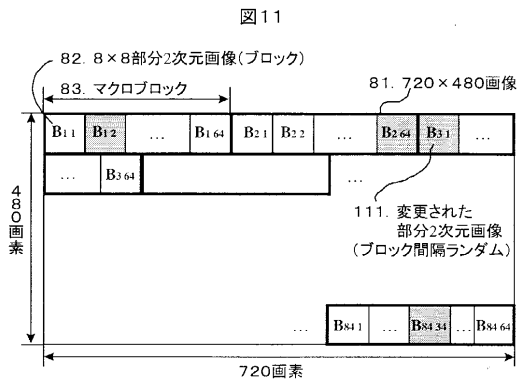 図11
82. 8×8部分2次元画像(ブロック)
83. マクロブロック
81. 720×480画像
B1 1 B1 2 … B1 64 B2 1 B2 2 … B2 64 B3 1 …
… B3 64 …
480画素
111. 変更された
部分2次元画像
(ブロック間隔ランダム)
… B84 1 … B84 34 … B84 64
720画素